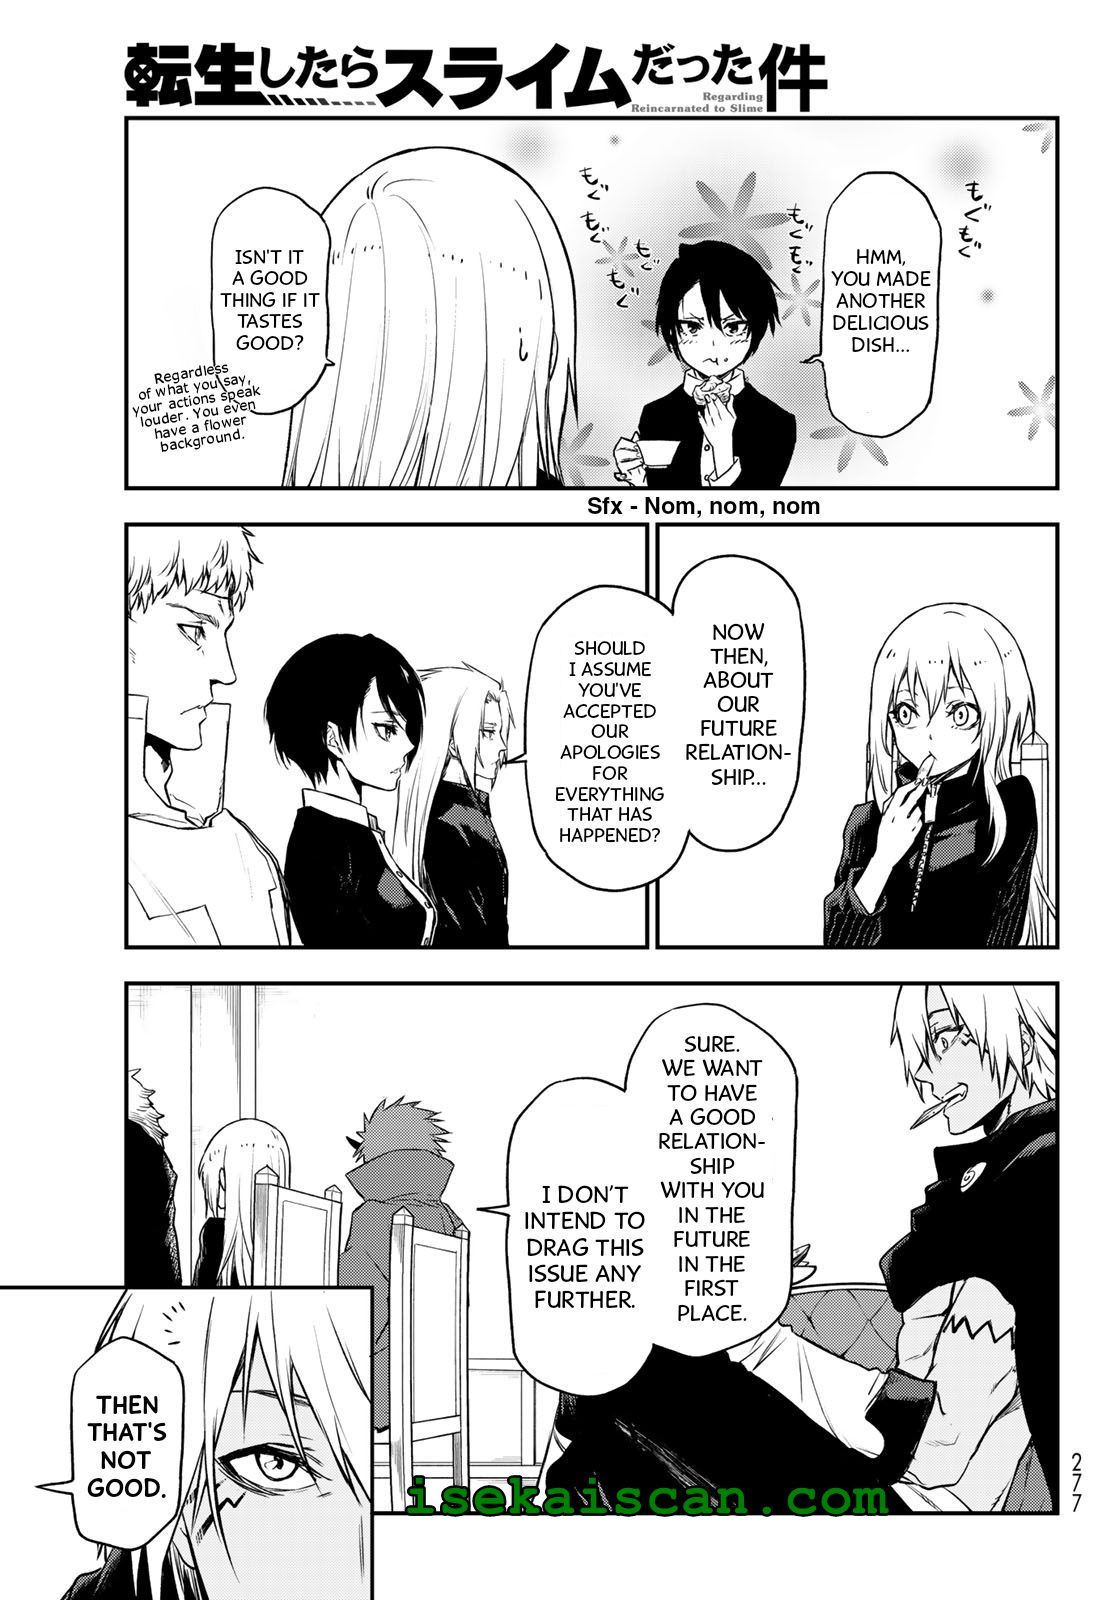 転生したらスライムだった件
Regarding
Reincarnated to Slime
HMM,
YOU MADE
ANOTHER
DELICIOUS
DISH...
もぐ
もぐ
もぐ
もぐ
もぐ
もぐ
もぐ
ISN'T IT
A GOOD
THING IF IT
TASTES
GOOD?
Regardless
of what you say,
your actions speak
louder. You even
have a flower
background.
Sfx - Nom, nom, nom
NOW
THEN,
ABOUT
OUR
FUTURE
RELATION-
SHIP...
SHOULD
I ASSUME
YOU'VE
ACCEPTED
OUR
APOLOGIES
FOR
EVERYTHING
THAT HAS
HAPPENED?
SURE.
WE WANT
TO HAVE
A GOOD
RELATION-
SHIP
WITH YOU
IN THE
FUTURE
IN THE
FIRST
PLACE.
I DON'T
INTEND TO
DRAG THIS
ISSUE ANY
FURTHER.
THEN
THAT'S
NOT
GOOD.
isekaiscan.com
277